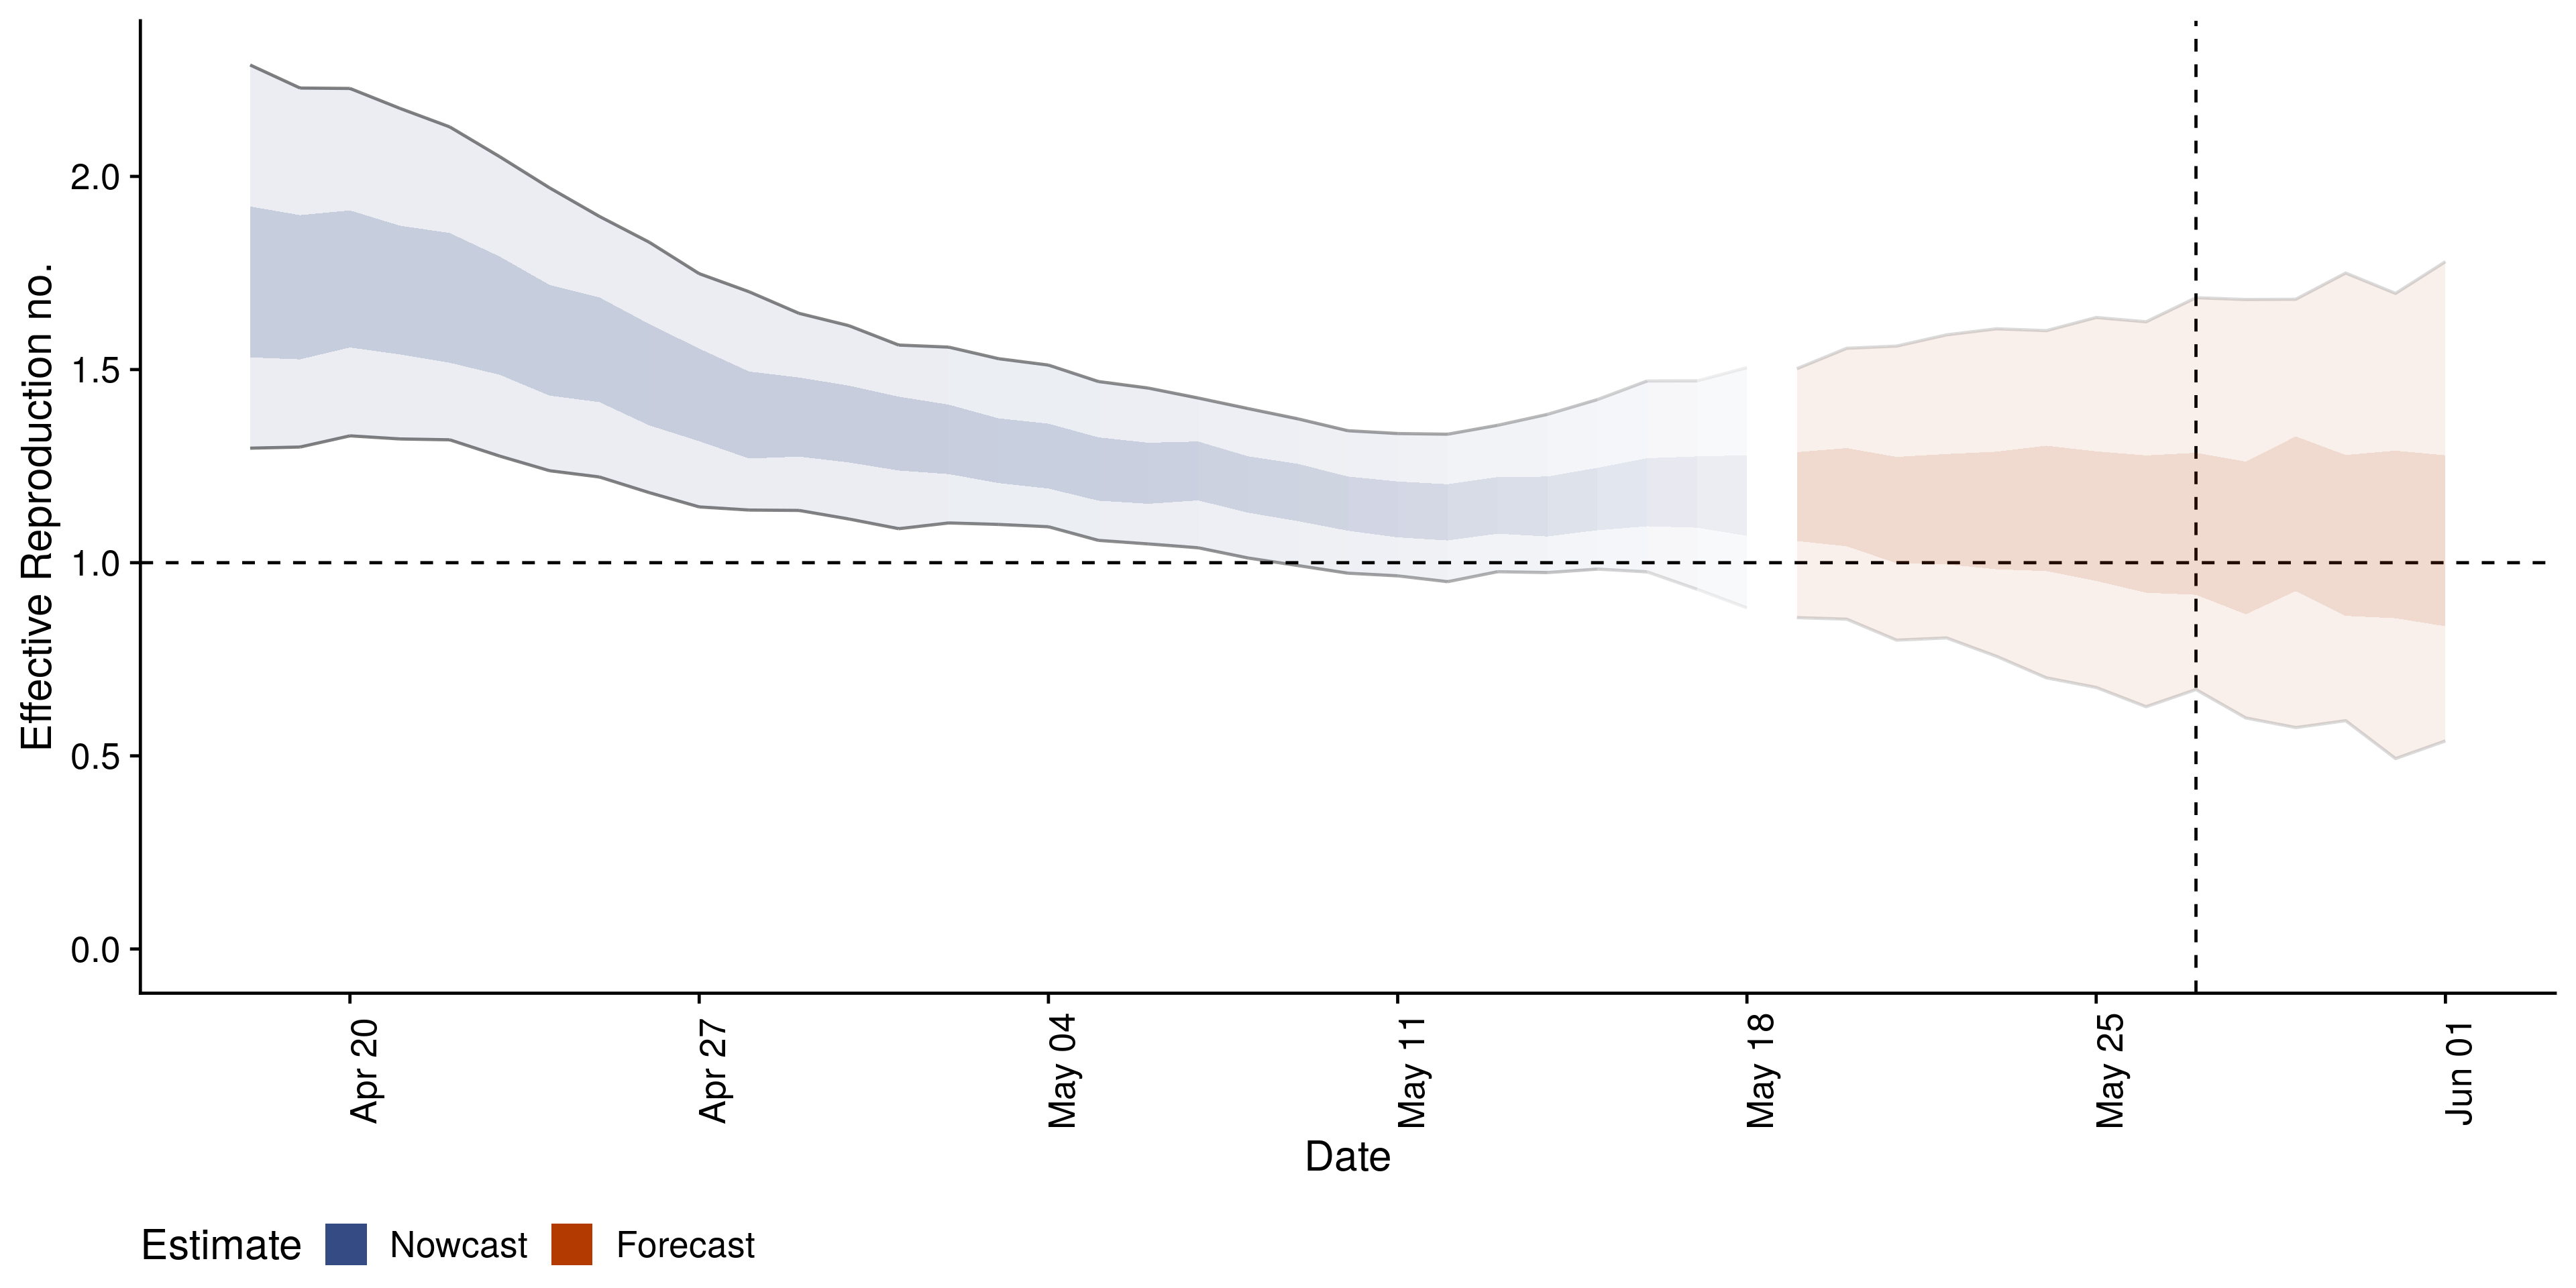 Effective Reproduction no.
2.0
1.5
1.0
0.5
0.0
Apr 20
Apr 27
May 04
May 11
May 18
May 25
Jun 01
Date
Estimate Nowcast Forecast